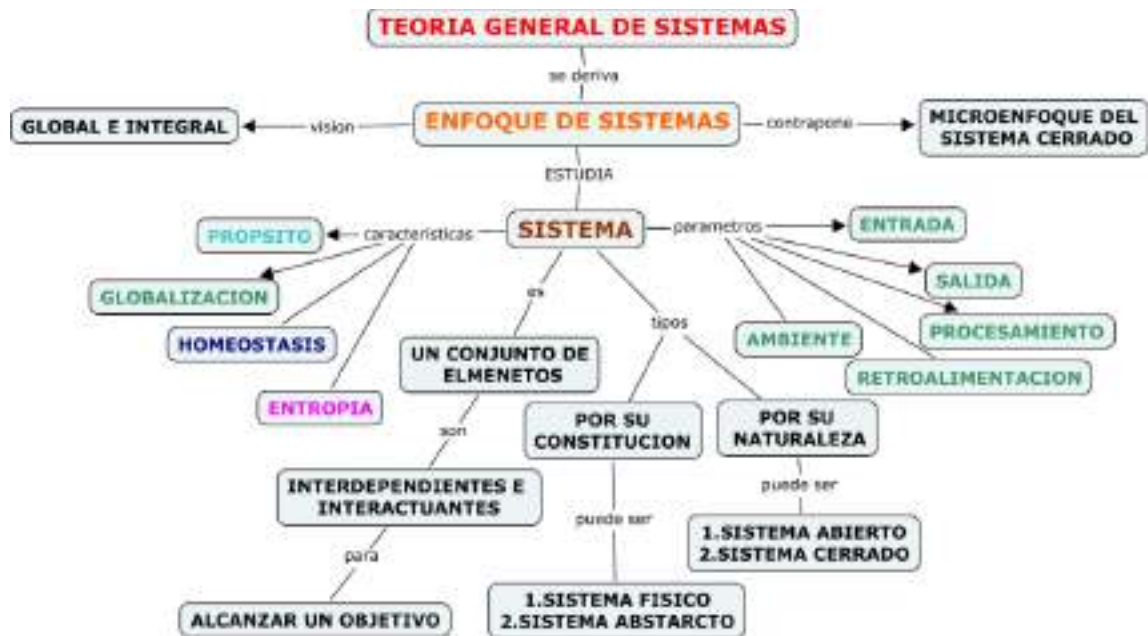 TEORIA GENERAL DE SISTEMAS
se deriva
GLOBAL E INTEGRAL
vision
ENFOQUE DE SISTEMAS
contrapone
MICROENFOQUE DEL
SISTEMA CERRADO
ESTUDIA
PROPSITO
características
SISTEMA
parametros
ENTRADA
GLOBALIZACION
SALIDA
HOMEOSTASIS
es
tipos
AMBIENTE
PROCESAMIENTO
UN CONJUNTO DE
ELMENETOS
RETROALIMENTACION
ENTROPIA
son
POR SU
CONSTITUCION
POR SU
NATURALEZA
INTERDEPENDIENTES E
INTERACTUANTES
puede ser
puede ser
1.SISTEMA ABIERTO
2.SISTEMA CERRADO
para
ALCANZAR UN OBJETIVO
1.SISTEMA FISICO
2.SISTEMA ABSTARCTO